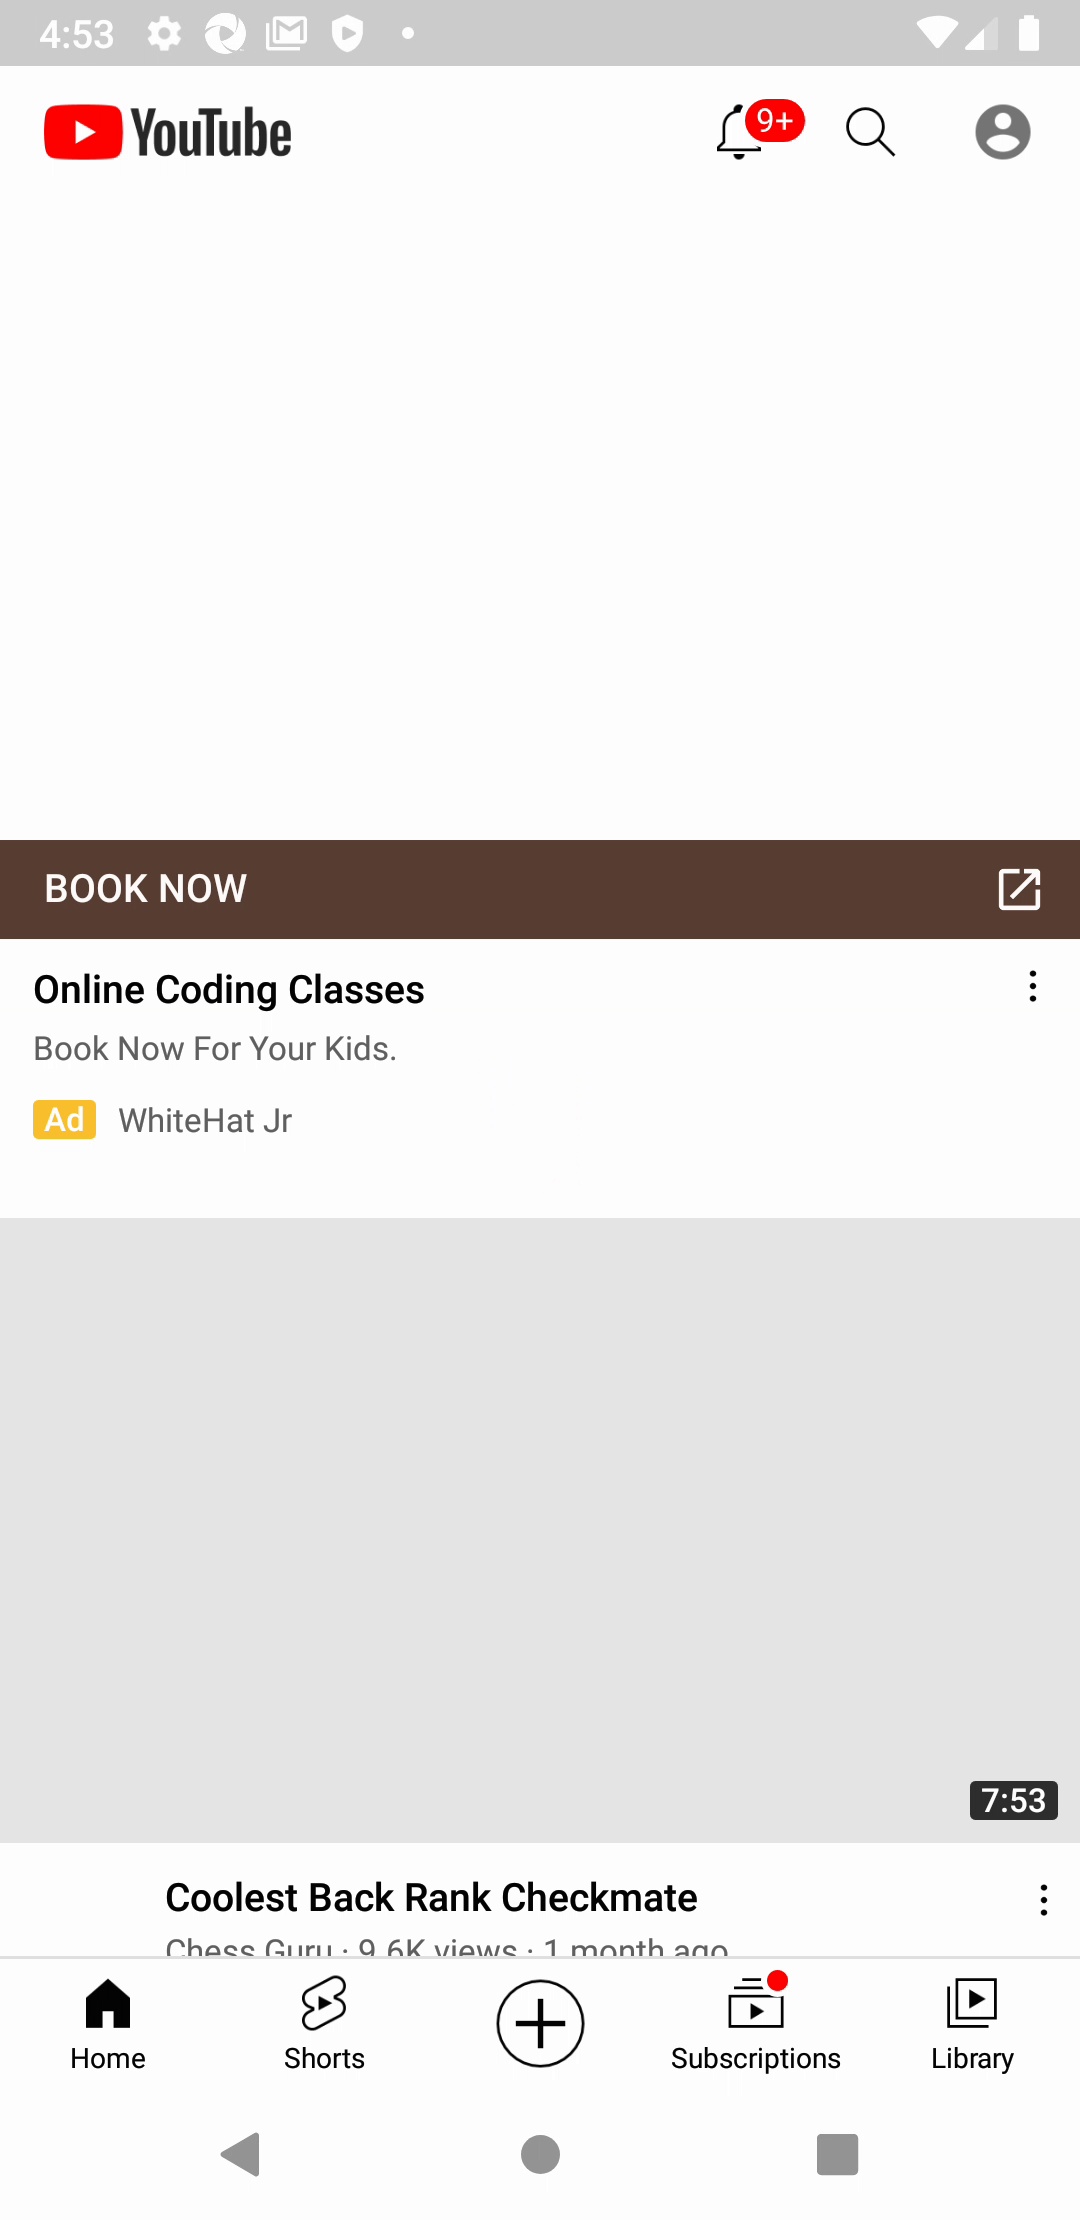 4:53
YouTube
9+
BOOK NOW
Online Coding Classes
Book Now For Your Kids.
Ad WhiteHat Jr
7:53
Coolest Back Rank Checkmate
Chess Guru · 9.6K views · 1 month ago
Home
Shorts
Subscriptions
Library